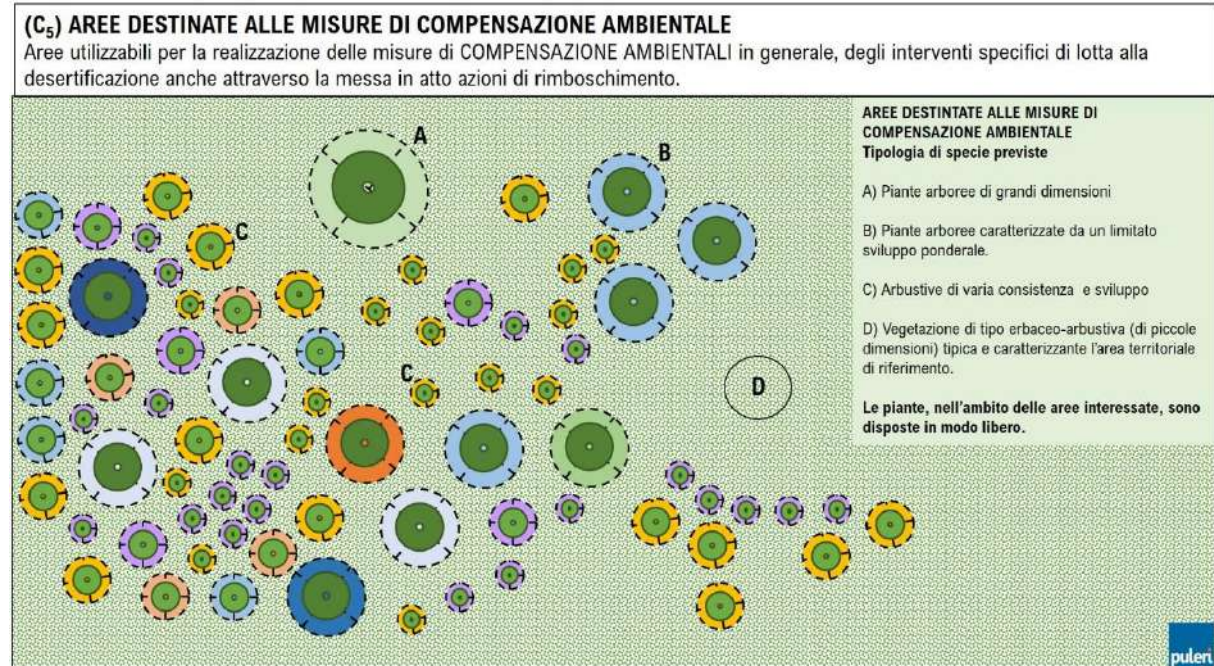 (C₅) AREE DESTINATE ALLE MISURE DI COMPENSAZIONE AMBIENTALE
Aree utilizzabili per la realizzazione delle misure di COMPENSAZIONE AMBIENTALI in generale, degli interventi specifici di lotta alla
desertificazione anche attraverso la messa in atto azioni di rimboschimento.
A
B
C
C
D
AREE DESTINTATE ALLE MISURE DI
COMPENSAZIONE AMBIENTALE
Tipologia di specie previste
A) Piante arboree di grandi dimensioni
B) Piante arboree caratterizzate da un limitato
sviluppo ponderale.
C) Arbustive di varia consistenza e sviluppo
D) Vegetazione di tipo erbaceo-arbustiva (di piccole
dimensioni) tipica e caratterizzante l'area territoriale
di riferimento.
Le piante, nell'ambito delle aree interessate, sono
disposte in modo libero.
puleri